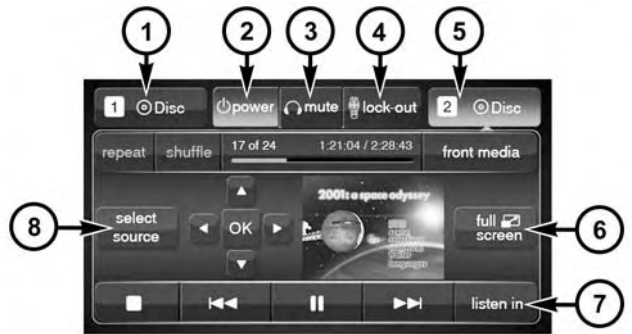 1 2 3 4 5
1 Disc power mute lock-out 2 Disc
repeat shuffle 17 of 24 1:21:04 / 2:28:43 front media
2001: a space odyssey
select source
OK
full screen
languages
8
6
listen in
7